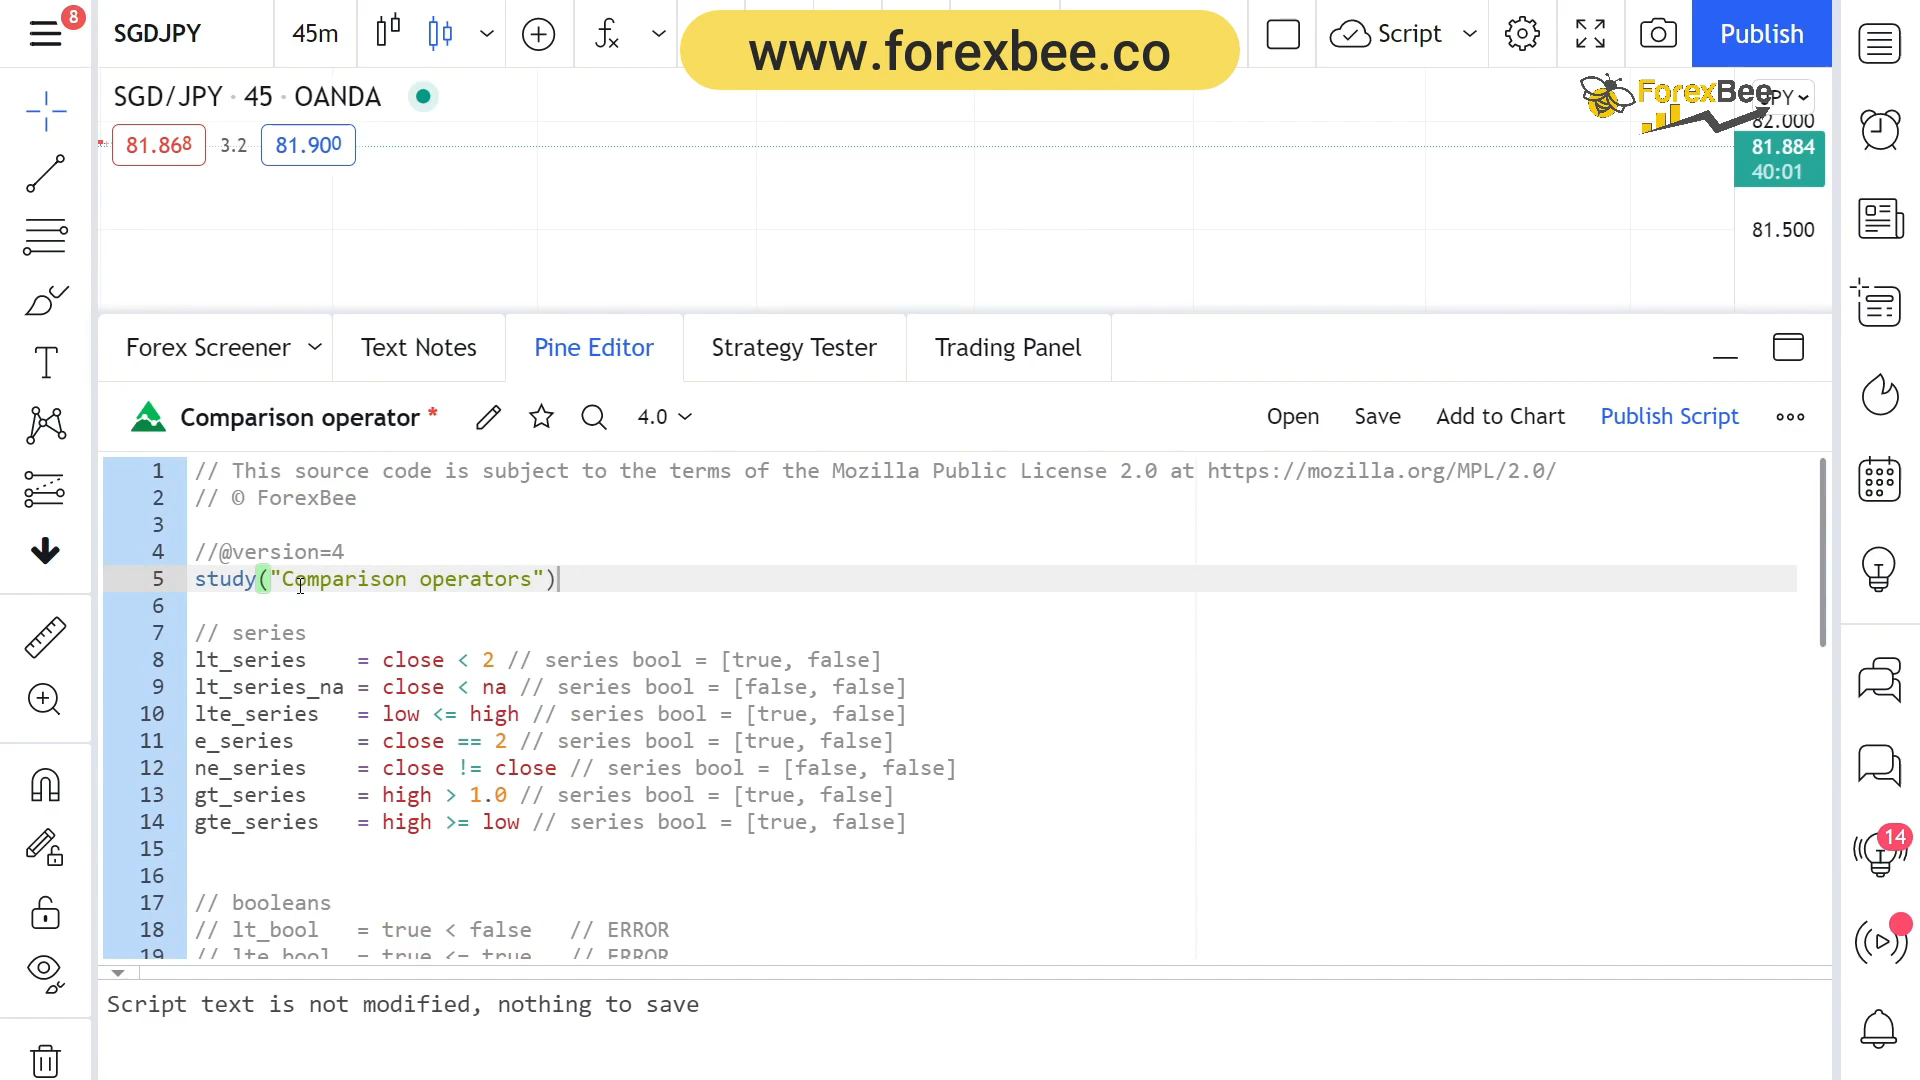 8
SGDJPY
45m
www.forexbee.co
Script
Publish
SGD/JPY · 45 · OANDA
ForexBee
PY
82.000
81.868
3.2
81.900
81.884
40:01
81.500
Forex Screener
Text Notes
Pine Editor
Strategy Tester
Trading Panel
Comparison operator *
4.0
Open
Save
Add to Chart
Publish Script
1 // This source code is subject to the terms of the Mozilla Public License 2.0 at https://mozilla.org/MPL/2.0/
2 // © ForexBee
3
4 //@version=4
5 study("Comparison operators")
6
7 // series
8 lt_series    = close < 2 // series bool = [true, false]
9 lt_series_na = close < na // series bool = [false, false]
10 lte_series   = low <= high // series bool = [true, false]
11 e_series     = close == 2 // series bool = [true, false]
12 ne_series    = close != close // series bool = [false, false]
13 gt_series    = high > 1.0 // series bool = [true, false]
14 gte_series   = high >= low // series bool = [true, false]
15
16
17 // booleans
18 // lt_bool   = true < false   // ERROR
19 // lte_bool  = true <= true   // ERROR
14
Script text is not modified, nothing to save